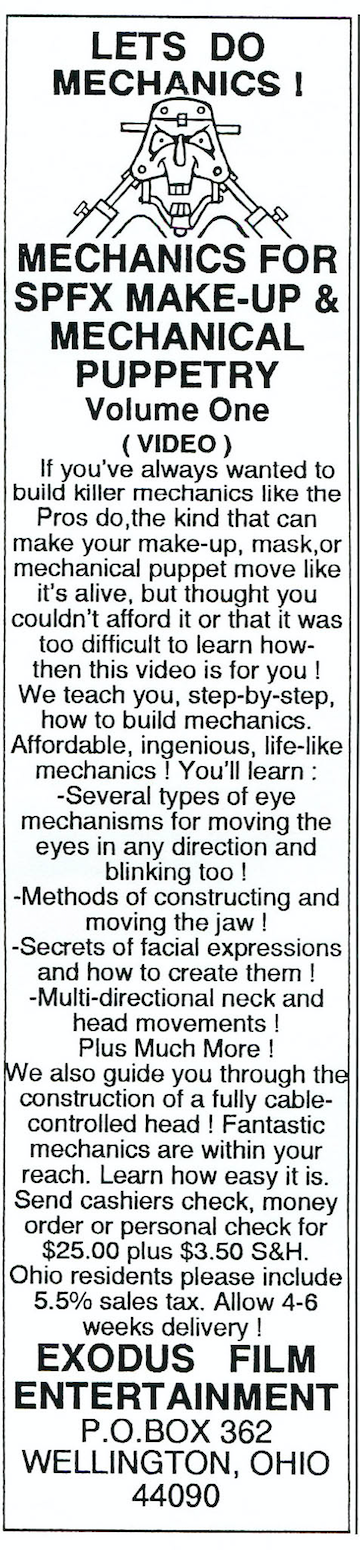 LETS DO
MECHANICS !
MECHANICS FOR
SPFX MAKE-UP &
MECHANICAL
PUPPETRY
Volume One
( VIDEO )
If you've always wanted to
build killer mechanics like the
Pros do,the kind that can
make your make-up, mask,or
mechanical puppet move like
it's alive, but thought you
couldn't afford it or that it was
too difficult to learn how-
then this video is for you !
We teach you, step-by-step,
how to build mechanics.
Affordable, ingenious, life-like
mechanics ! You'll learn :
-Several types of eye
mechanisms for moving the
eyes in any direction and
blinking too !
-Methods of constructing and
moving the jaw !
-Secrets of facial expressions
and how to create them !
-Multi-directional neck and
head movements !
Plus Much More !
We also guide you through the
construction of a fully cable-
controlled head ! Fantastic
mechanics are within your
reach. Learn how easy it is.
Send cashiers check, money
order or personal check for
$25.00 plus $3.50 S&H.
Ohio residents please include
5.5% sales tax. Allow 4-6
weeks delivery !
EXODUS FILM
ENTERTAINMENT
P.O.BOX 362
WELLINGTON, OHIO
44090